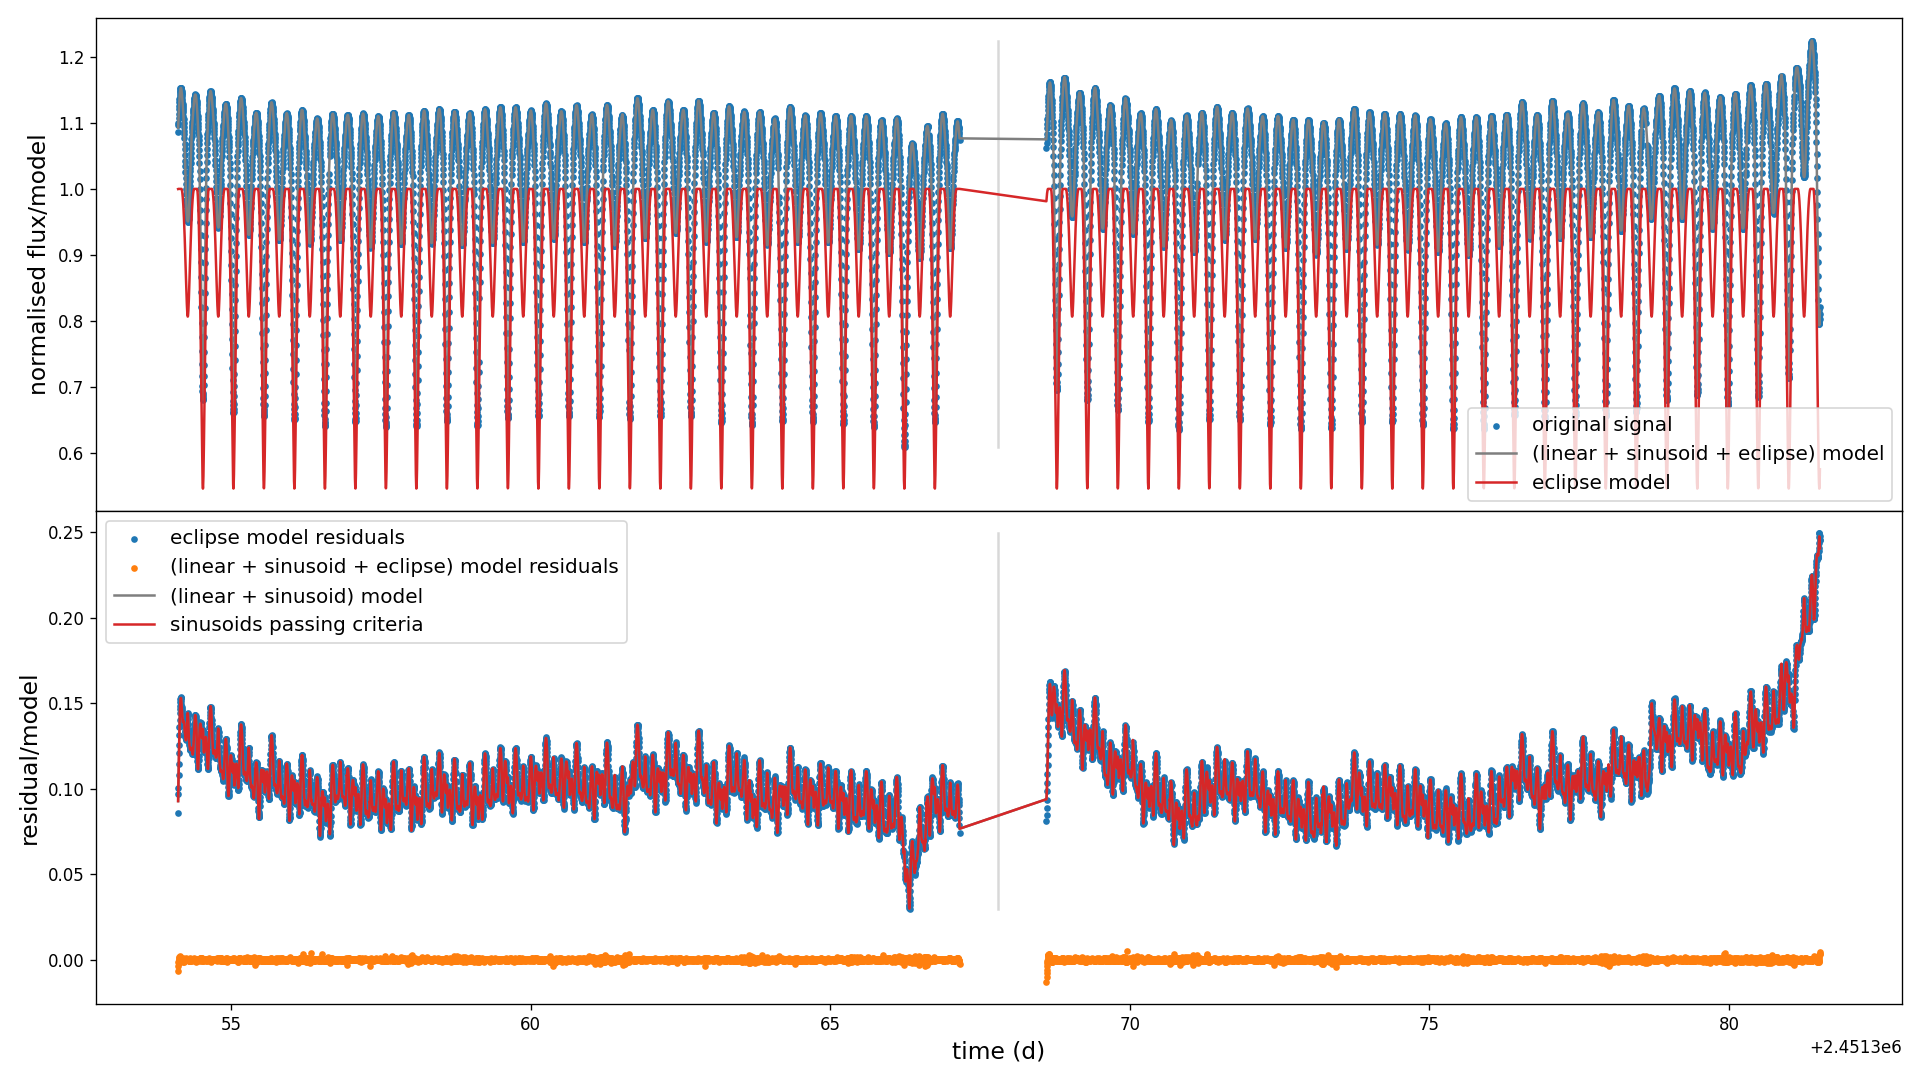 normalised flux/model
1.2
1.1
1.0
0.9
0.8
0.7
0.6
original signal
(linear + sinusoid + eclipse) model
eclipse model
residual/model
0.25
0.20
0.15
0.10
0.05
0.00
eclipse model residuals
(linear + sinusoid + eclipse) model residuals
(linear + sinusoid) model
sinusoids passing criteria
55 60 65 70 75 80
time (d)
+2.4513e6